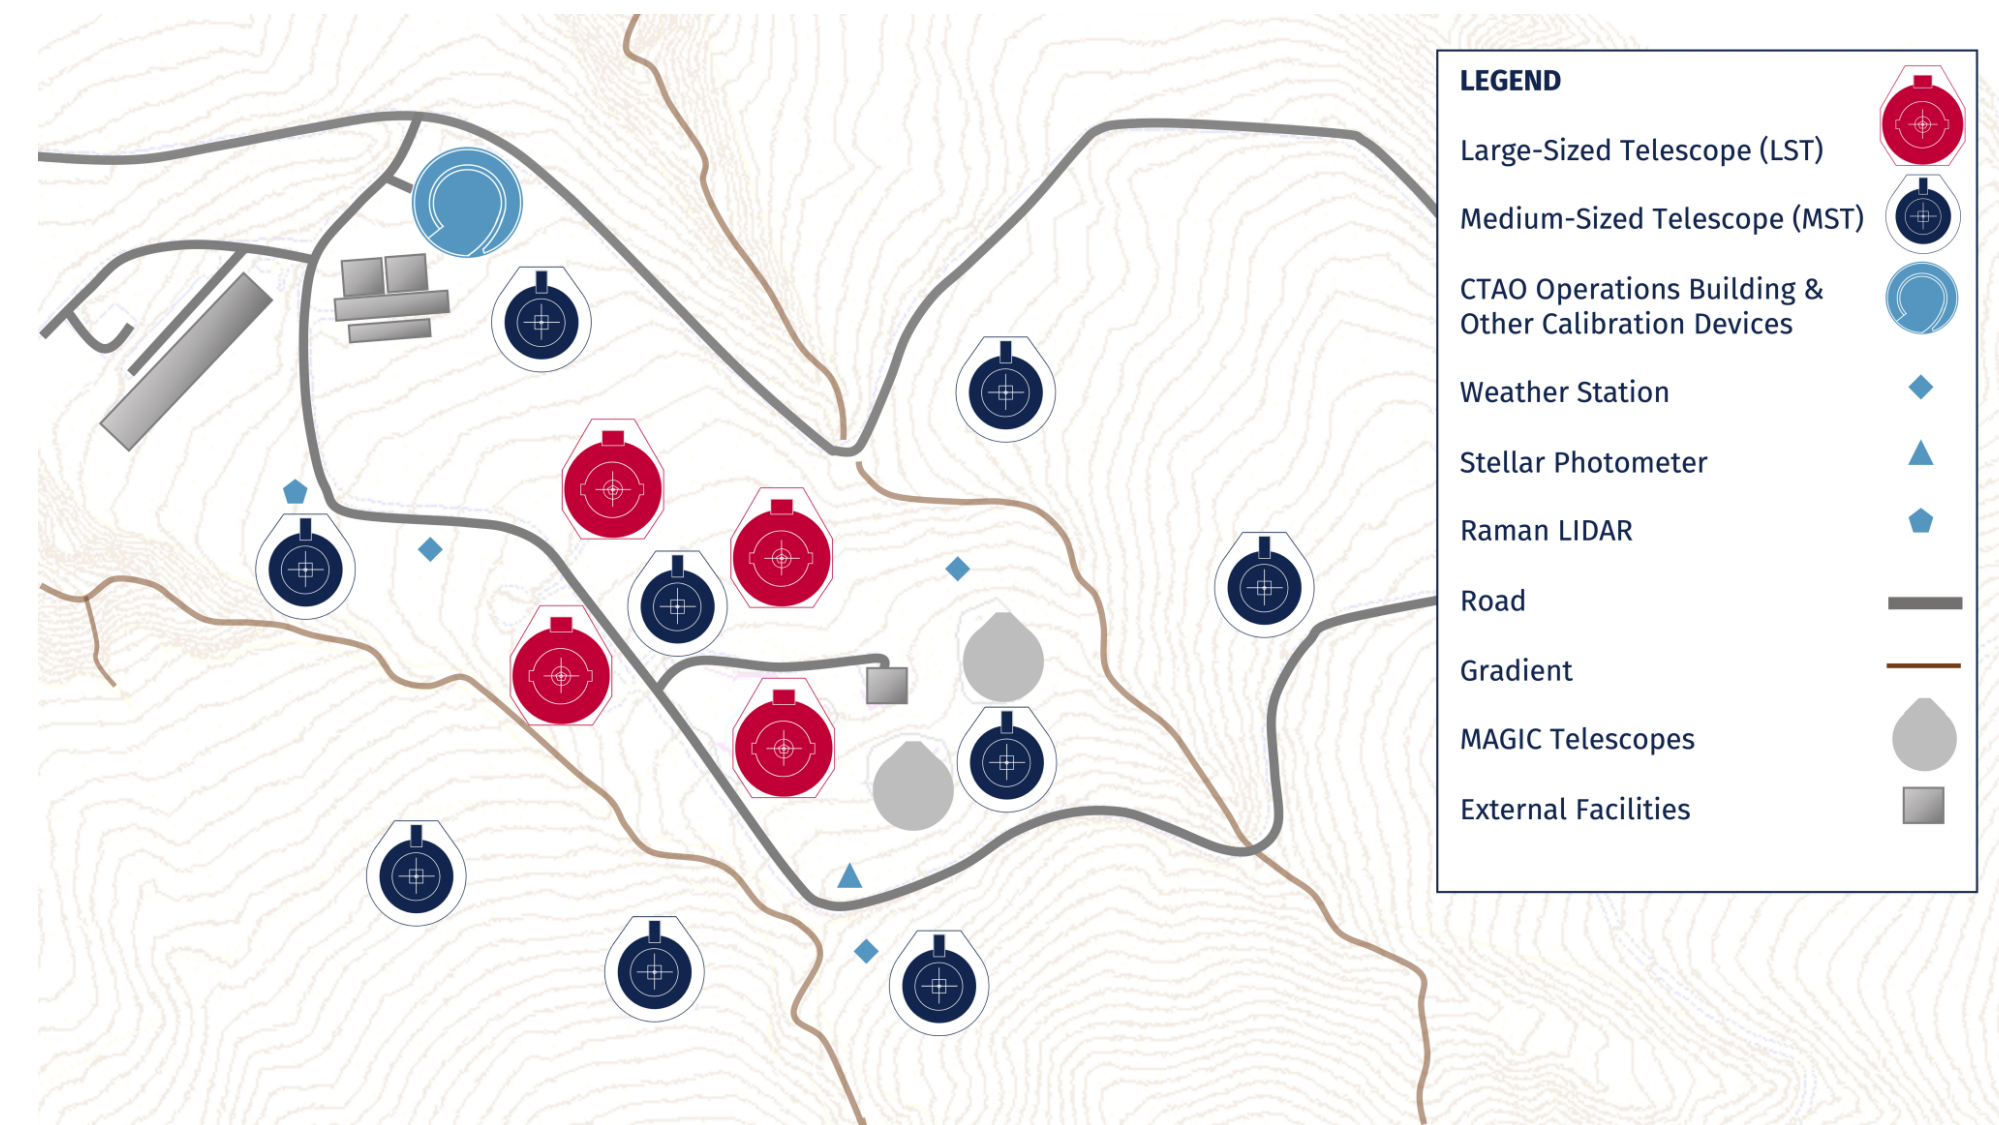 LEGEND
Large-Sized Telescope (LST)
Medium-Sized Telescope (MST)
CTAO Operations Building &
Other Calibration Devices
Weather Station
Stellar Photometer
Raman LIDAR
Road
Gradient
MAGIC Telescopes
External Facilities